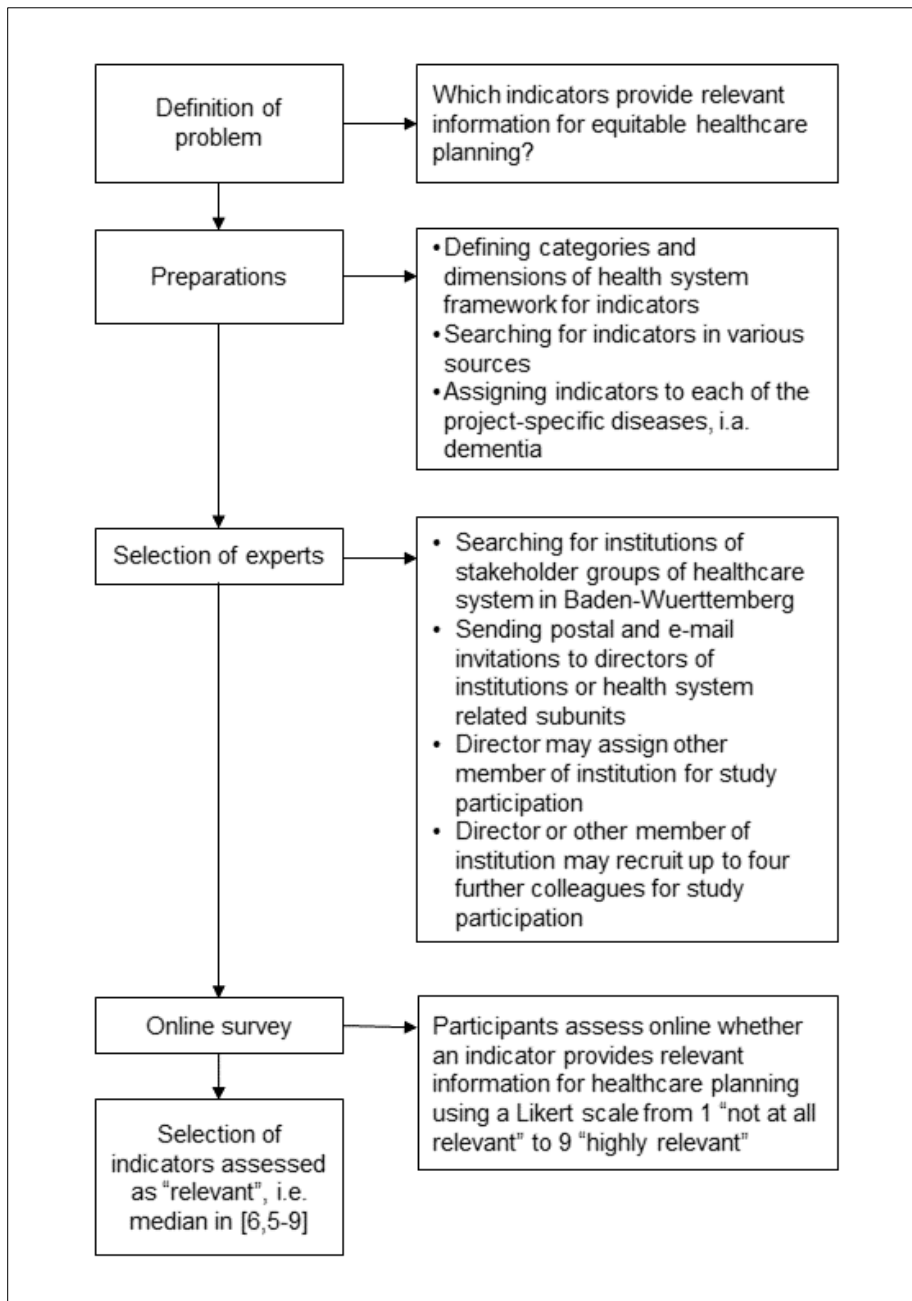 Definition of
problem
Which indicators provide relevant
information for equitable healthcare
planning?
Preparations
•Defining categories and
dimensions of health system
framework for indicators
•Searching for indicators in various
sources
•Assigning indicators to each of the
project-specific diseases, i.a.
dementia
Selection of experts
• Searching for institutions of
stakeholder groups of healthcare
system in Baden-Wuerttemberg
• Sending postal and e-mail
invitations to directors of
institutions or health system
related subunits
• Director may assign other
member of institution for study
participation
• Director or other member of
institution may recruit up to four
further colleagues for study
participation
Online survey
Participants assess online whether
an indicator provides relevant
information for healthcare planning
using a Likert scale from 1 “not at all
relevant” to 9 “highly relevant”
Selection of
indicators assessed
as “relevant”, i.e.
median in [6,5-9]